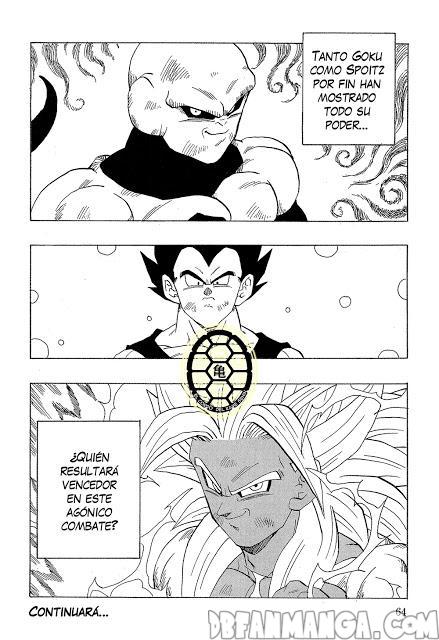 Tanto Goku
como Spoitz
por fin han
mostrado
todo su
poder...
亀
¿Quién
resultará
vencedor
en este
agónico
combate?
Continuará...
64
DBFANMANGA.COM